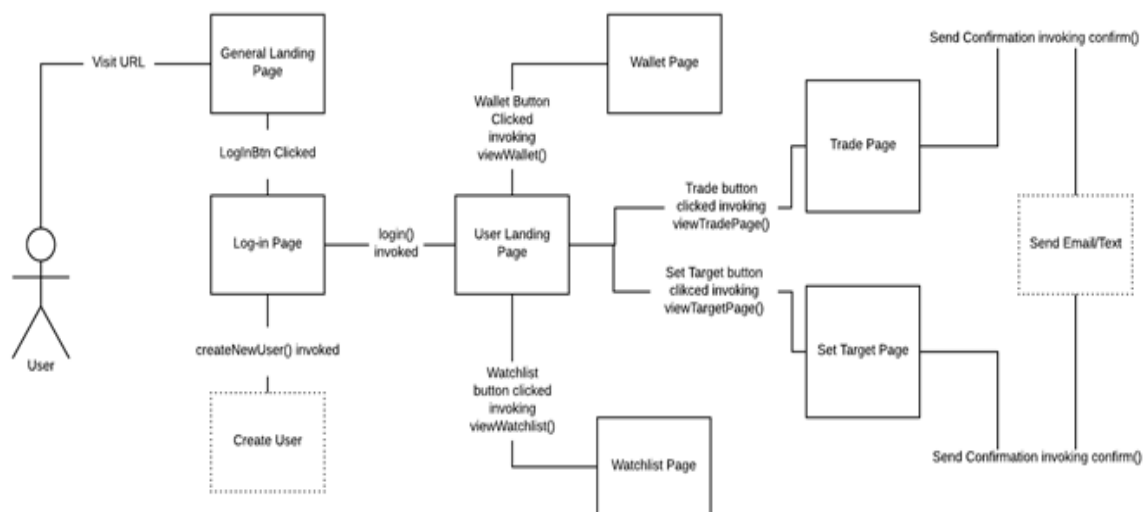 Visit URL
General Landing
Page
LogInBtn Clicked
Log-in Page
createNewUser() invoked
Create User
User
login()
invoked
User Landing
Page
Wallet Button
Clicked
invoking
viewWallet()
Wallet Page
Watchlist
button clicked
invoking
viewWatchlist()
Watchlist Page
Trade button
clicked invoking
viewTradePage()
Trade Page
Set Target button
clikced invoking
viewTargetPage()
Set Target Page
Send Confirmation invoking confirm()
Send Email/Text
Send Confirmation invoking confirm()